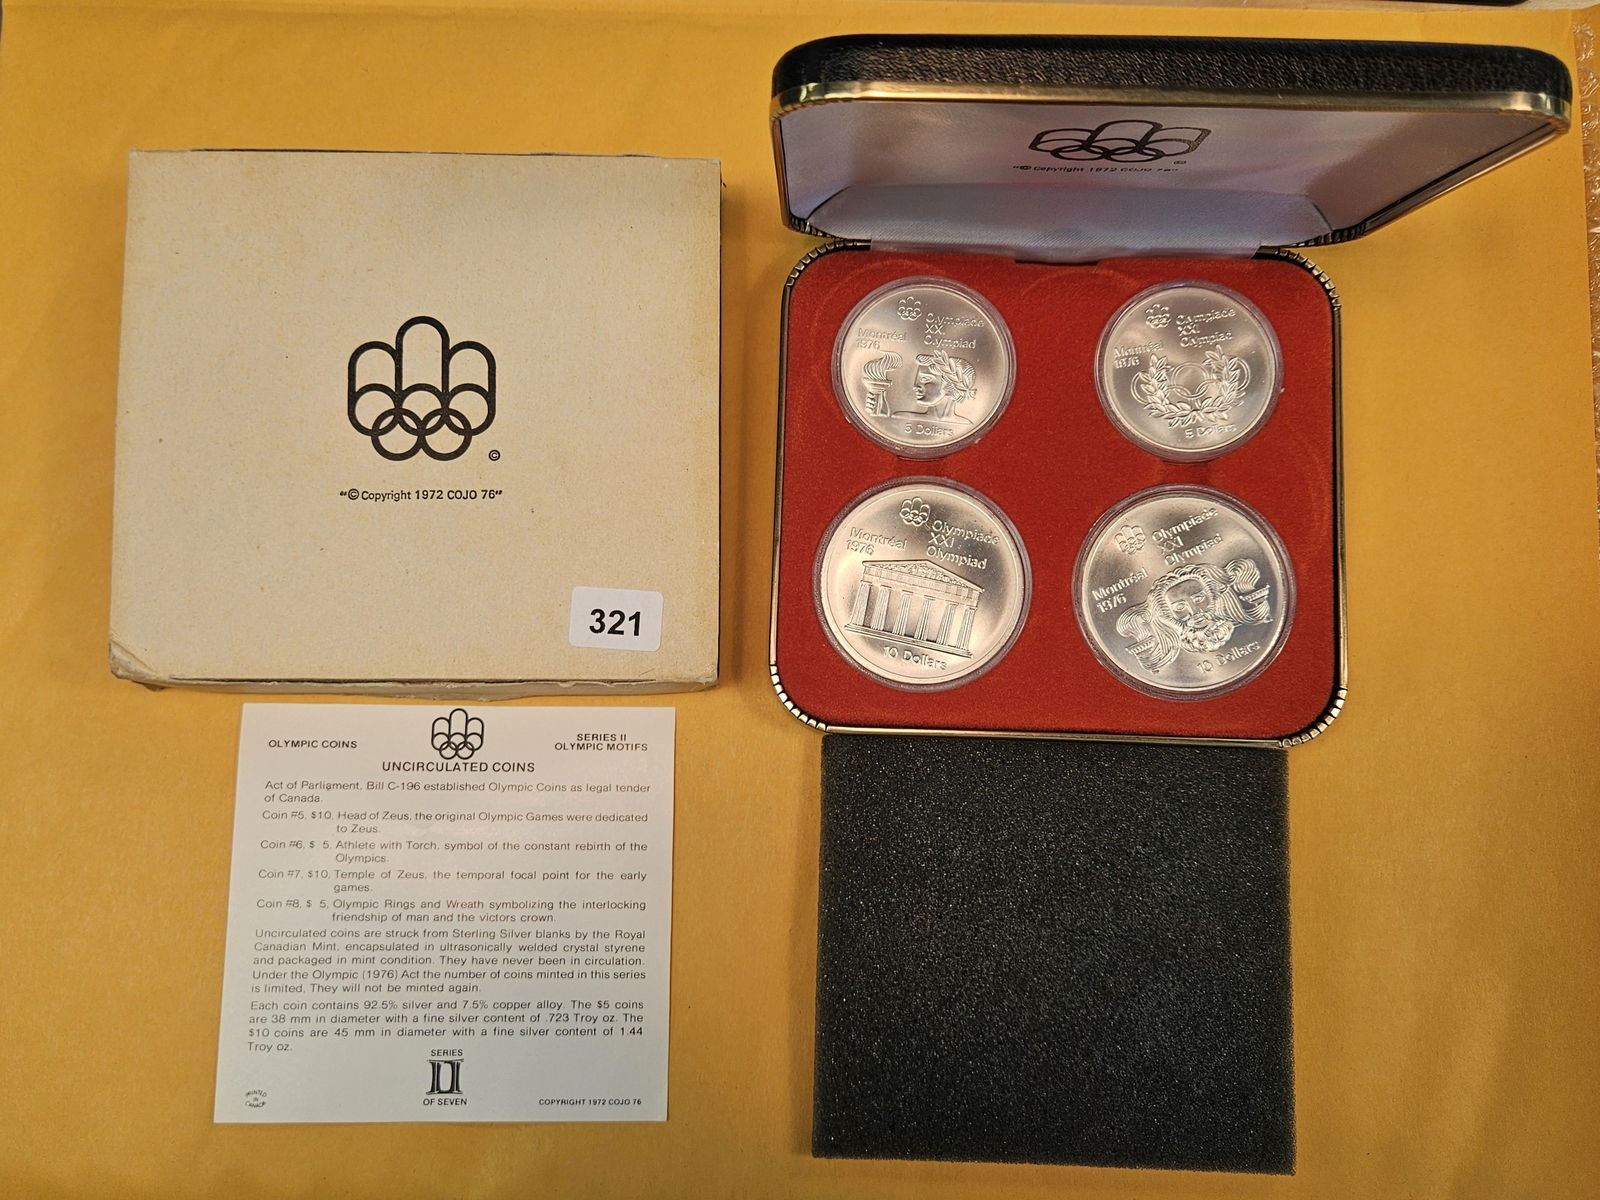 ©
"© Copyright 1972 COJO 76"
321
OLYMPIC COINS
SERIES II
OLYMPIC MOTIFS
UNCIRCULATED COINS
Act of Parliament, Bill C-196 established Olympic Coins as legal tender
of Canada.
Coin #5, $10, Head of Zeus, the original Olympic Games were dedicated
to Zeus.
Coin #6, $ 5, Athlete with Torch, symbol of the constant rebirth of the
Olympics.
Coin #7, $10, Temple of Zeus, the temporal focal point for the early
games.
Coin #8, $ 5, Olympic Rings and Wreath symbolizing the interlocking
friendship of man and the victors crown.
Uncirculated coins are struck from Sterling Silver blanks by the Royal
Canadian Mint, encapsulated in ultrasonically welded crystal styrene
and packaged in mint condition. They have never been in circulation.
Under the Olympic (1976) Act the number of coins minted in this series
is limited, They will not be minted again.
Each coin contains 92.5% silver and 7.5% copper alloy. The $5 coins
are 38 mm in diameter with a fine silver content of .723 Troy oz. The
$10 coins are 45 mm in diameter with a fine silver content of 1.44
Troy oz.
SERIES
II
OF SEVEN
PRINTED
IN
CANADA
COPYRIGHT 1972 COJO 76
©
"© Copyright 1972 COJO 76"
Olympiade
XXI
Olympiad
Montréal
1976
5 Dollars
Olympiade
XXI
Olympiad
Montréal
1976
5 Dollars
Olympiade
XXI
Olympiad
Montréal
1976
10 Dollars
Olympiade
XXI
Olympiad
Montréal
1976
10 Dollars